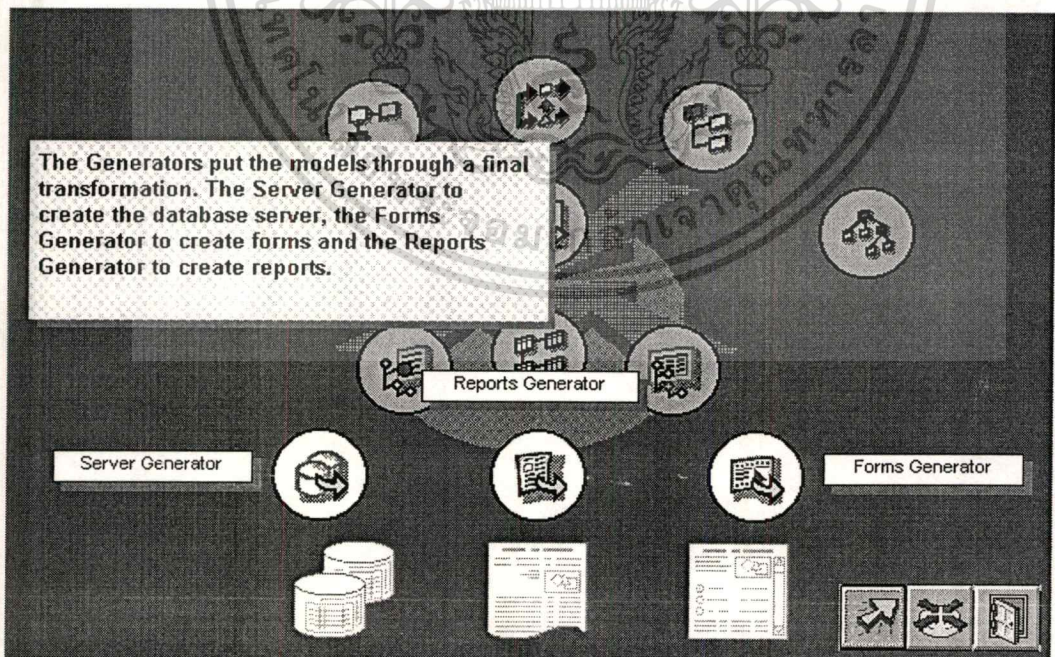 The Generators put the models through a final
transformation. The Server Generator to
create the database server, the Forms
Generator to create forms and the Reports
Generator to create reports.
Reports Generator
Server Generator
Forms Generator